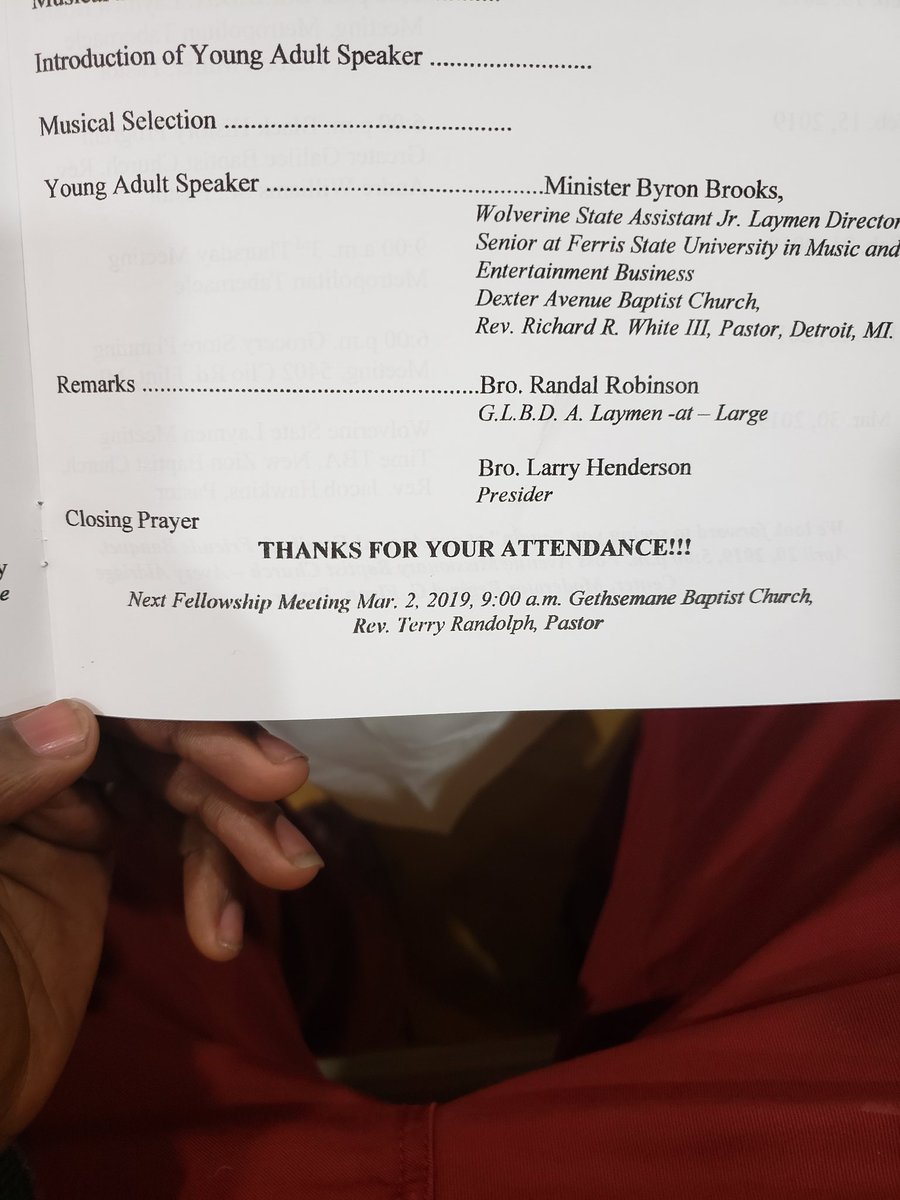 Introduction of Young Adult Speaker .........................
Musical Selection ............................................
Young Adult Speaker ..........................................Minister Byron Brooks,
Wolverine State Assistant Jr. Laymen Director
Senior at Ferris State University in Music and
Entertainment Business
Dexter Avenue Baptist Church,
Rev. Richard R. White III, Pastor, Detroit, MI.
Remarks ....................................................Bro. Randal Robinson
G.L.B.D. A. Laymen -at – Large
Bro. Larry Henderson
Presider
Closing Prayer
THANKS FOR YOUR ATTENDANCE!!!
Next Fellowship Meeting Mar. 2, 2019, 9:00 a.m. Gethsemane Baptist Church,
Rev. Terry Randolph, Pastor